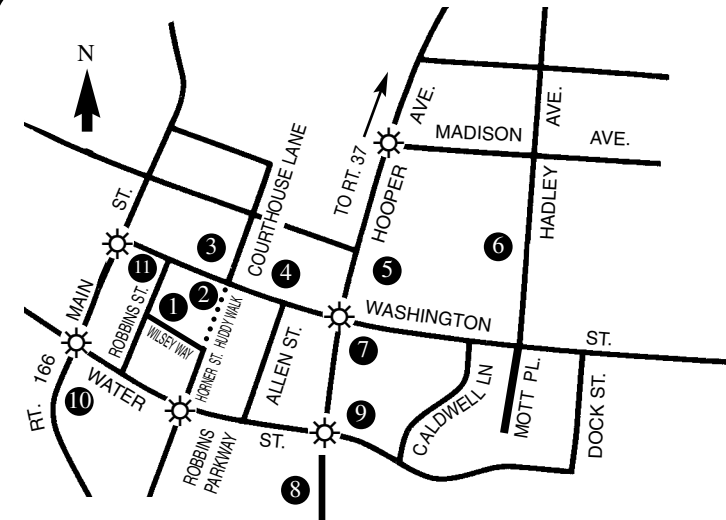 N
ST.
MAIN
RT. 166
COURTHOUSE LANE
TO RT. 37
HOOPER
AVE.
MADISON AVE.
HADLEY
AVE.
WASHINGTON ST.
ROBBINS ST.
WILSEY WAY
HORNER ST.
HUDDY WALK
ALLEN ST.
WATER ST.
ROBBINS
PARKWAY
CALDWELL LN
MOTT PL.
DOCK ST.
1
2
3
4
5
6
7
8
9
10
11